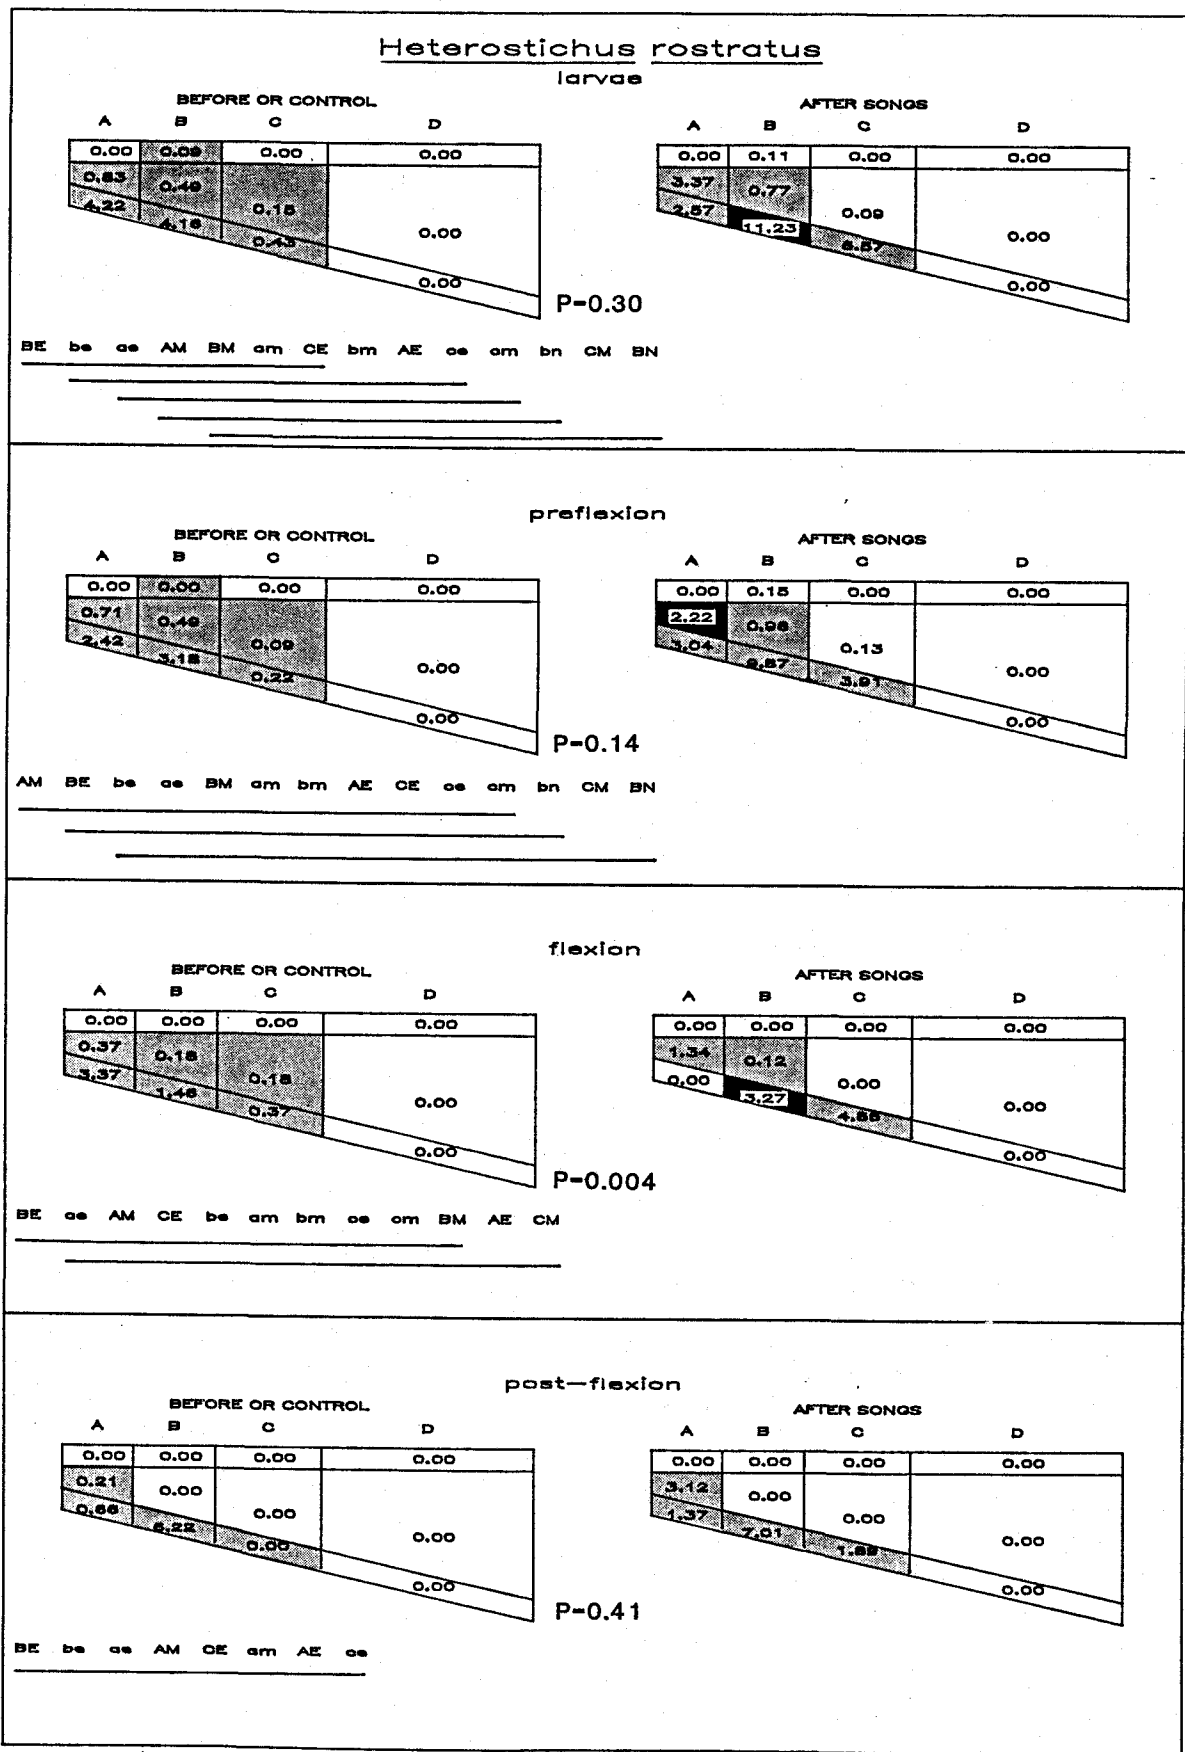 Heterostichus rostratus
larvae
BEFORE OR CONTROL
A B C D
0.00 0.09 0.00 0.00
0.83 0.49 0.15 0.00
4.22 4.16 0.43 0.00
AFTER SONGS
A B C D
0.00 0.11 0.00 0.00
3.37 0.77 0.09 0.00
2.57 11.23 0.00
P=0.30
BE be ae AM BM am CE bm AE ce cm bn CM BN
preflexion
BEFORE OR CONTROL
A B C D
0.00 0.00 0.00 0.00
0.71 0.49 0.09 0.00
2.42 3.18 0.22 0.00
AFTER SONGS
A B C D
0.00 0.15 0.00 0.00
2.22 0.98 0.13 0.00
3.04 9.87 3.91 0.00
P=0.14
AM BE be ae BM am bm AE CE ce cm bn CM BN
flexion
BEFORE OR CONTROL
A B C D
0.00 0.00 0.00 0.00
0.37 0.18 0.18 0.00
3.37 1.46 0.37 0.00
AFTER SONGS
A B C D
0.00 0.00 0.00 0.00
1.34 0.12 0.00 0.00
0.00 3.27 0.00
P=0.004
BE ae AM CE be am bm ce cm BM AE CM
post-flexion
BEFORE OR CONTROL
A B C D
0.00 0.00 0.00 0.00
0.21 0.00 0.00 0.00
0.00 0.00
AFTER SONGS
A B C D
0.00 0.00 0.00 0.00
3.12 0.00 0.00 0.00
1.37 7.01 0.00
P=0.41
BE be ae AM CE am AE ce